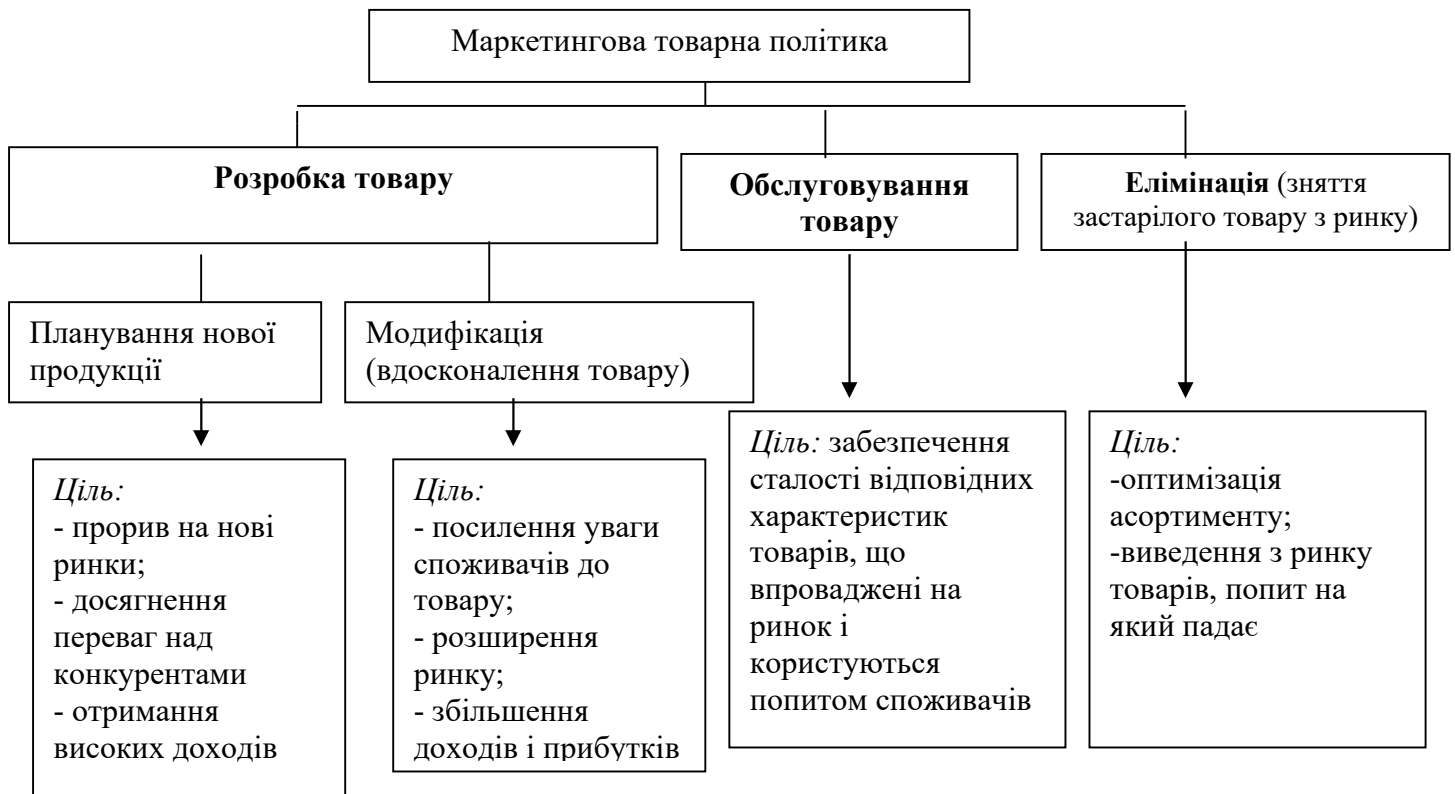 Маркетингова товарна політика
Розробка товару
Обслуговування
товару
Елімінація (зняття
застарілого товару з ринку)
Планування нової
продукції
Модифікація
(вдосконалення товару)
Ціль:
- прорив на нові
ринки;
- досягнення
переваг над
конкурентами
- отримання
високих доходів
Ціль:
- посилення уваги
споживачів до
товару;
- розширення
ринку;
- збільшення
доходів і прибутків
Ціль: забезпечення
сталості відповідних
характеристик
товарів, що
впроваджені на
ринок і
користуються
попитом споживачів
Ціль:
-оптимізація
асортименту;
-виведення з ринку
товарів, попит на
який падає